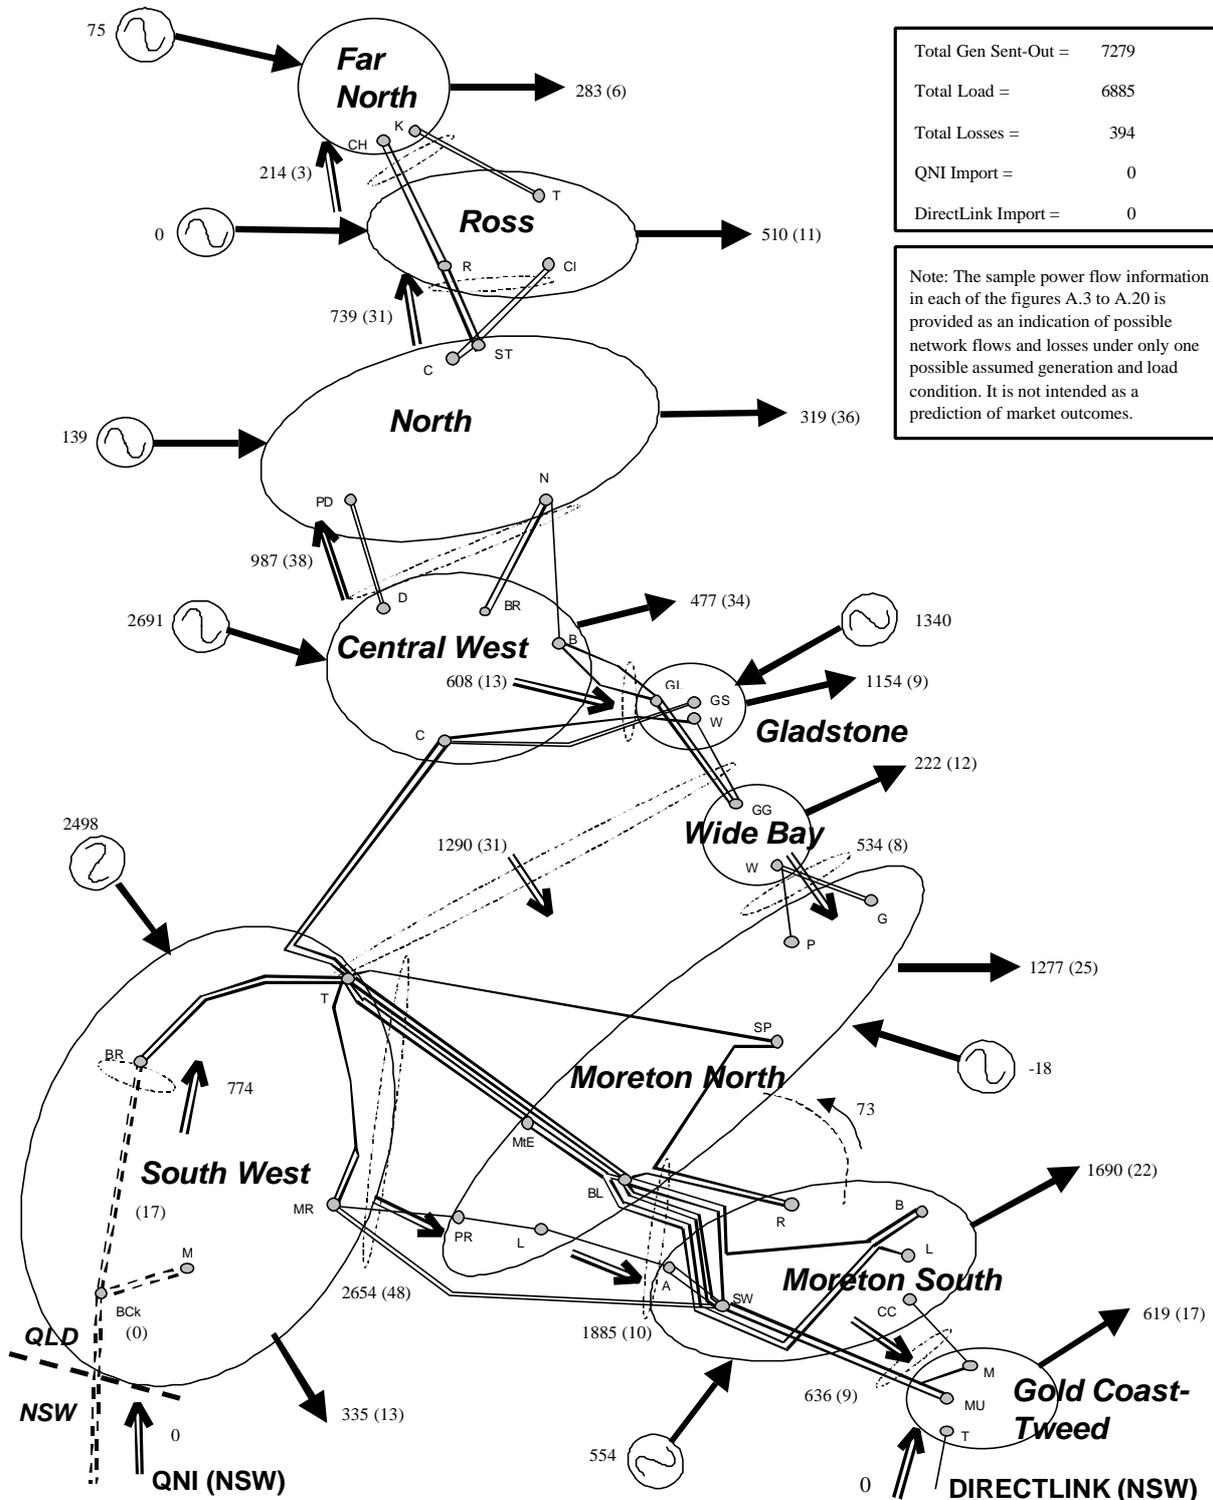 75
Far
North
283 (6)
K
CH
214 (3)
T
0
Ross
510 (11)
R
CI
739 (31)
ST
C
North
139
319 (36)
PD
N
987 (38)
D
BR
2691
Central West
477 (34)
B
1340
608 (13)
GL
GS
1154 (9)
W
C
Gladstone
222 (12)
GG
Wide Bay
2498
1290 (31)
534 (8)
W
G
P
1277 (25)
T
SP
BR
Moreton North
-18
774
73
MtE
South West
1690 (22)
BL
MR
(17)
PR
L
R
B
M
L
A
Moreton South
2654 (48)
SW
BCk
(0)
CC
1885 (10)
619 (17)
QLD
M
636 (9)
MU
Gold Coast-
Tweed
NSW
335 (13)
T
0
554
QNI (NSW)
0
DIRECTLINK (NSW)
Total Gen Sent-Out = 7279
Total Load = 6885
Total Losses = 394
QNI Import = 0
DirectLink Import = 0
Note: The sample power flow information
in each of the figures A.3 to A.20 is
provided as an indication of possible
network flows and losses under only one
possible assumed generation and load
condition. It is not intended as a
prediction of market outcomes.